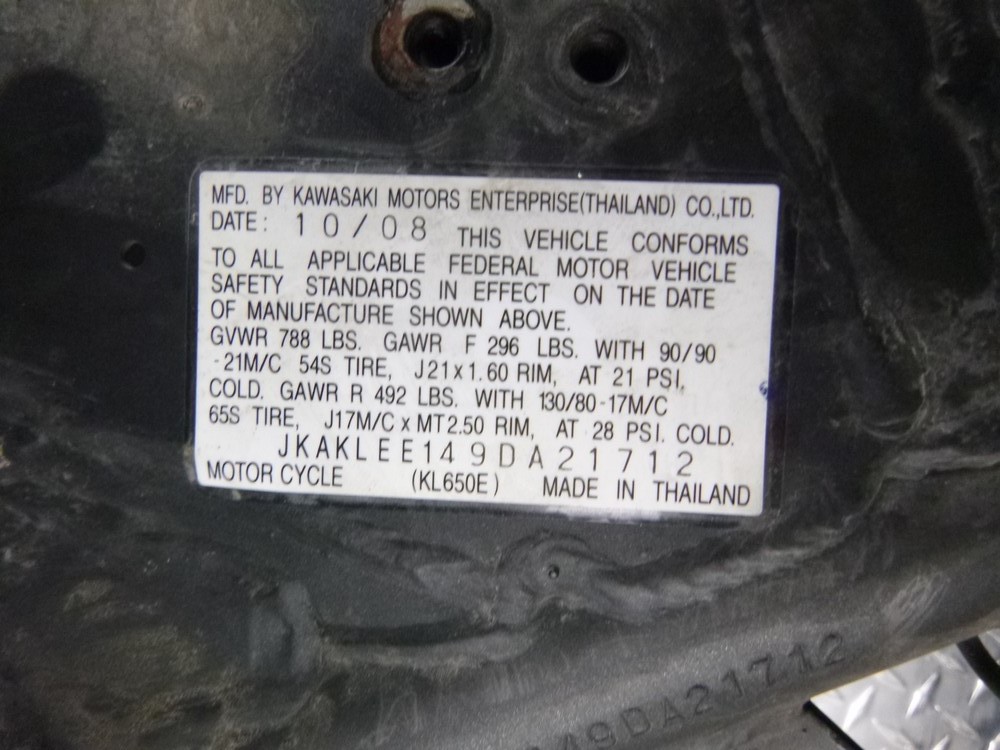 MFD. BY KAWASAKI MOTORS ENTERPRISE(THAILAND) CO.,LTD.
DATE: 10/08 THIS VEHICLE CONFORMS
TO ALL APPLICABLE FEDERAL MOTOR VEHICLE
SAFETY STANDARDS IN EFFECT ON THE DATE
OF MANUFACTURE SHOWN ABOVE.
GVWR 788 LBS. GAWR F 296 LBS. WITH 90/90
-21M/C 54S TIRE, J21x1.60 RIM, AT 21 PSI,
COLD. GAWR R 492 LBS. WITH 130/80-17M/C
65S TIRE, J17M/C x MT2.50 RIM, AT 28 PSI. COLD.
JKAKLEE149DA21712
MOTOR CYCLE (KL650E) MADE IN THAILAND
49DA21712